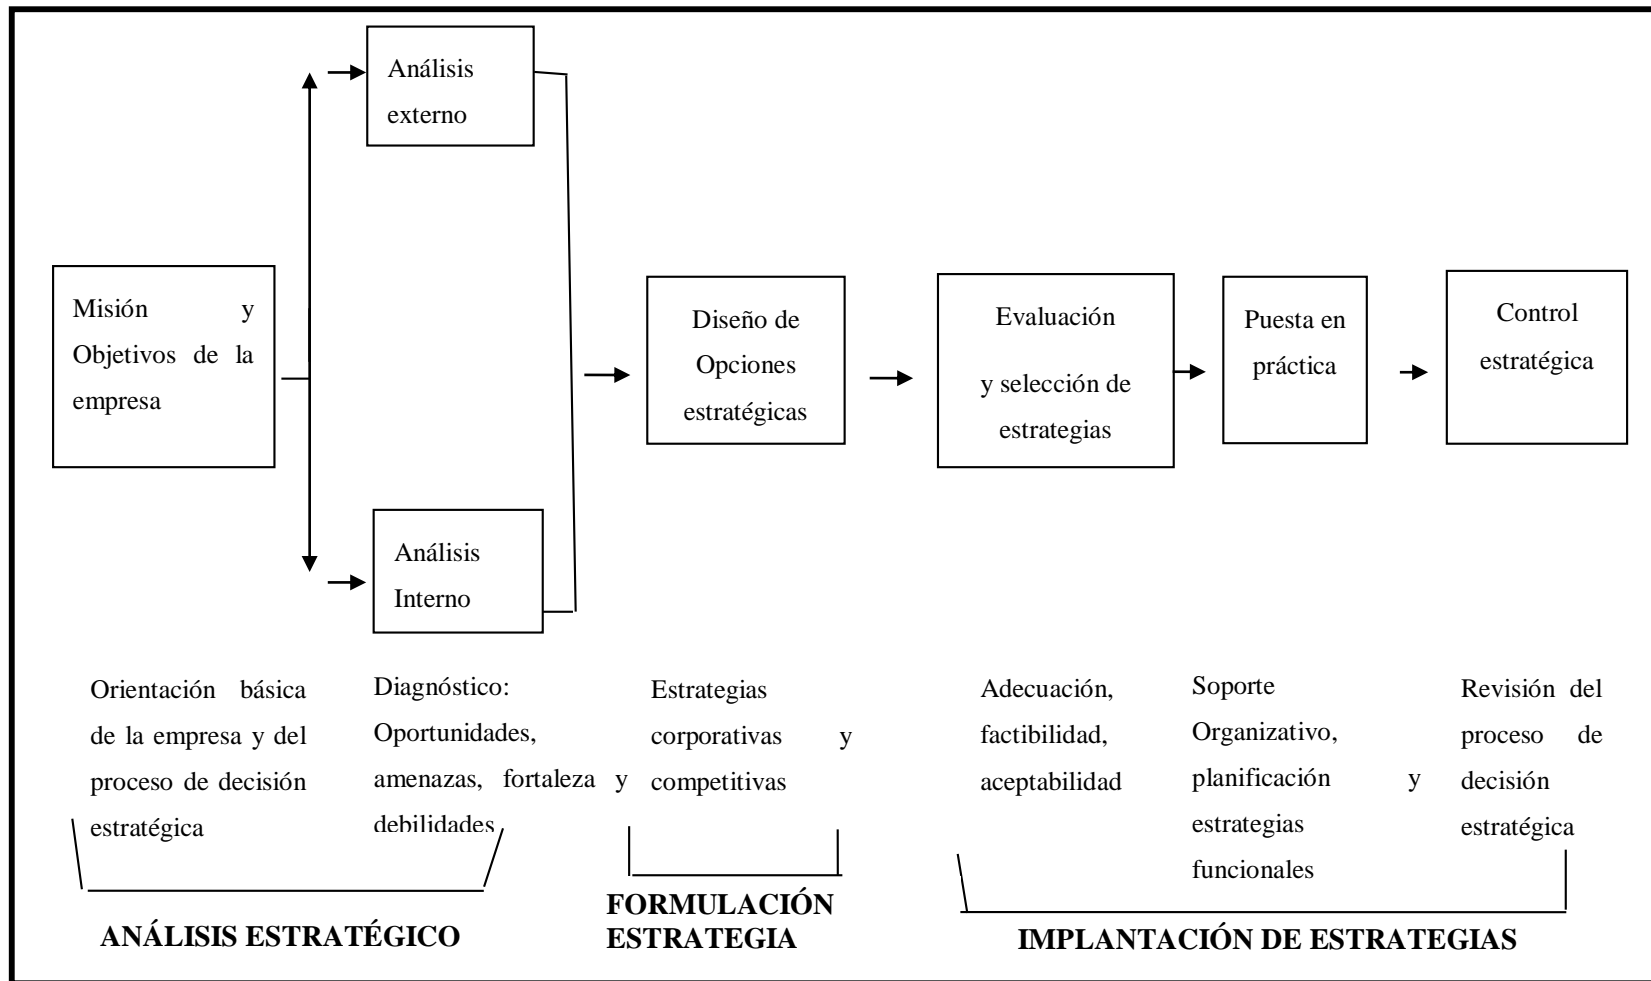 Análisis
externo
Misión y
Objetivos de la
empresa
Diseño de
Opciones
estratégicas
Evaluación
y selección de
estrategias
Puesta en
práctica
Control
estratégica
Análisis
Interno
Orientación básica
de la empresa y del
proceso de decisión
estratégica
Diagnóstico:
Oportunidades,
amenazas, fortaleza y
debilidades
Estrategias
corporativas y
competitivas
Adecuación,
factibilidad,
aceptabilidad
Soporte
Organizativo,
planificación y
estrategias
funcionales
Revisión del
proceso de
decisión
estratégica
ANÁLISIS ESTRATÉGICO
FORMULACIÓN
ESTRATEGIA
IMPLANTACIÓN DE ESTRATEGIAS